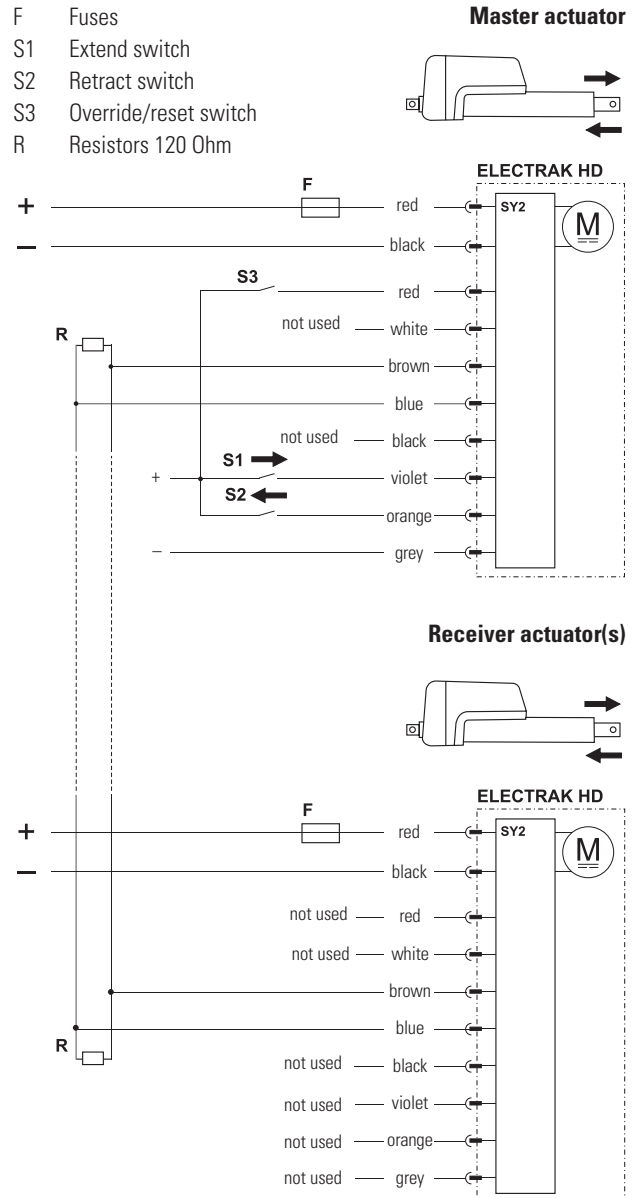 F Fuses
S1 Extend switch
S2 Retract switch
S3 Override/reset switch
R Resistors 120 Ohm
Master actuator
ELECTRAK HD
F
+ red SY2 M
– black
S3
red
not used white
R
brown
blue
not used black
S1
+ violet
S2
orange
– grey
Receiver actuator(s)
ELECTRAK HD
F
+ red SY2 M
– black
not used red
not used white
brown
blue
R
not used black
not used violet
not used orange
not used grey